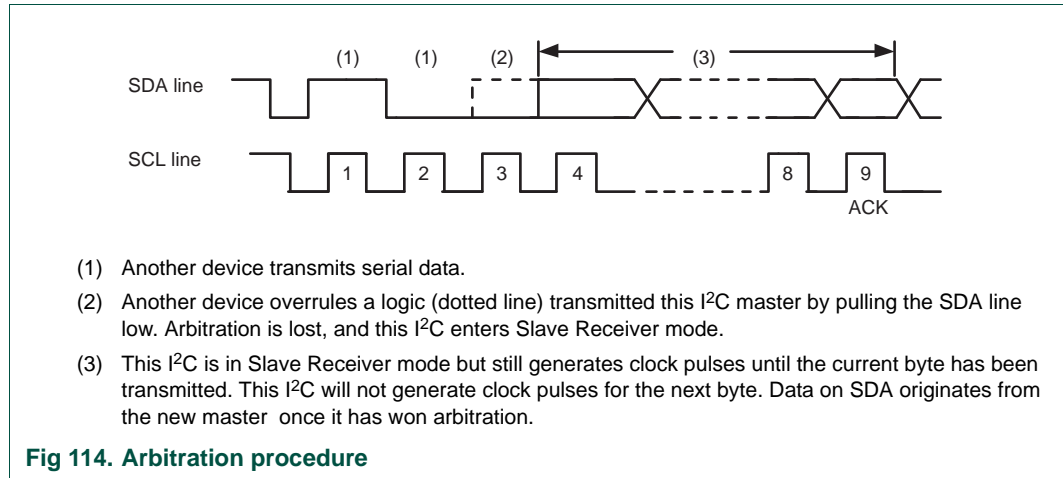 (1) (1) (2) (3)
SDA line
SCL line
1 2 3 4 8 9
ACK
(1) Another device transmits serial data.
(2) Another device overrules a logic (dotted line) transmitted this I²C master by pulling the SDA line
low. Arbitration is lost, and this I²C enters Slave Receiver mode.
(3) This I²C is in Slave Receiver mode but still generates clock pulses until the current byte has been
transmitted. This I²C will not generate clock pulses for the next byte. Data on SDA originates from
the new master once it has won arbitration.
Fig 114. Arbitration procedure